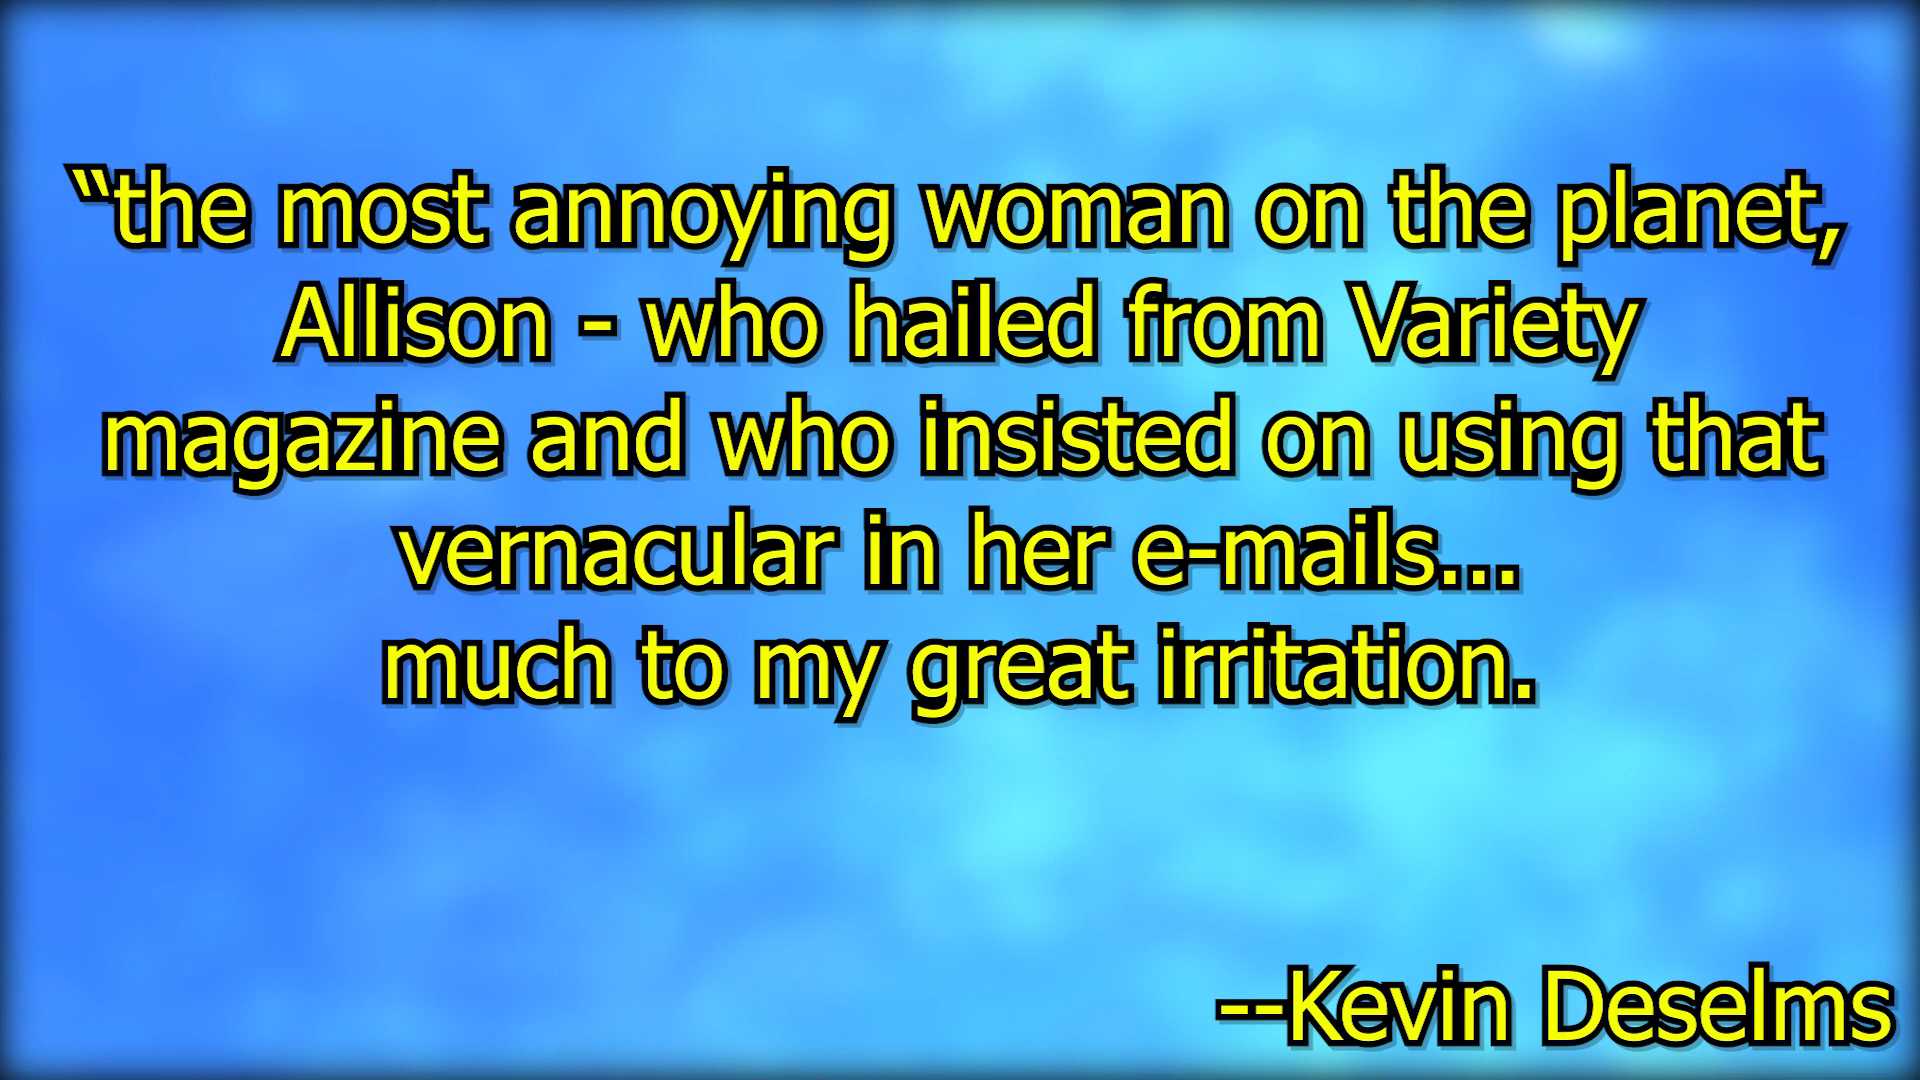 “the most annoying woman on the planet,
Allison - who hailed from Variety
magazine and who insisted on using that
vernacular in her e-mails...
much to my great irritation.
--Kevin Deselms